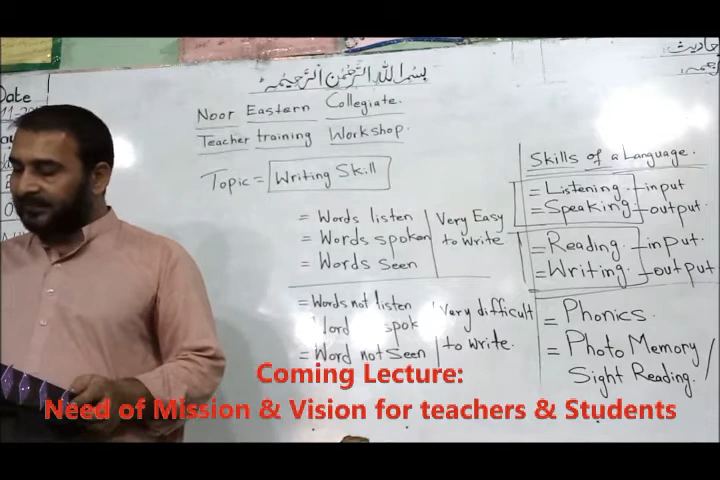 بسم اللہ الرحمن الرحیم
Noor Eastern Collegiate.
Teacher training Workshop.
Topic = Writing Skill
= Words listen
= Words spoken
= Words seen
Very Easy
to write
= Words not listen
Word spok
= Word not seen
Very difficult
to write.
Skills of a Language.
= Listening - input
= Speaking - output.
= Reading - input.
= Writing - output
= Phonics.
= Photo Memory /
Sight Reading.
Date
Coming Lecture:
Need of Mission & Vision for teachers & Students